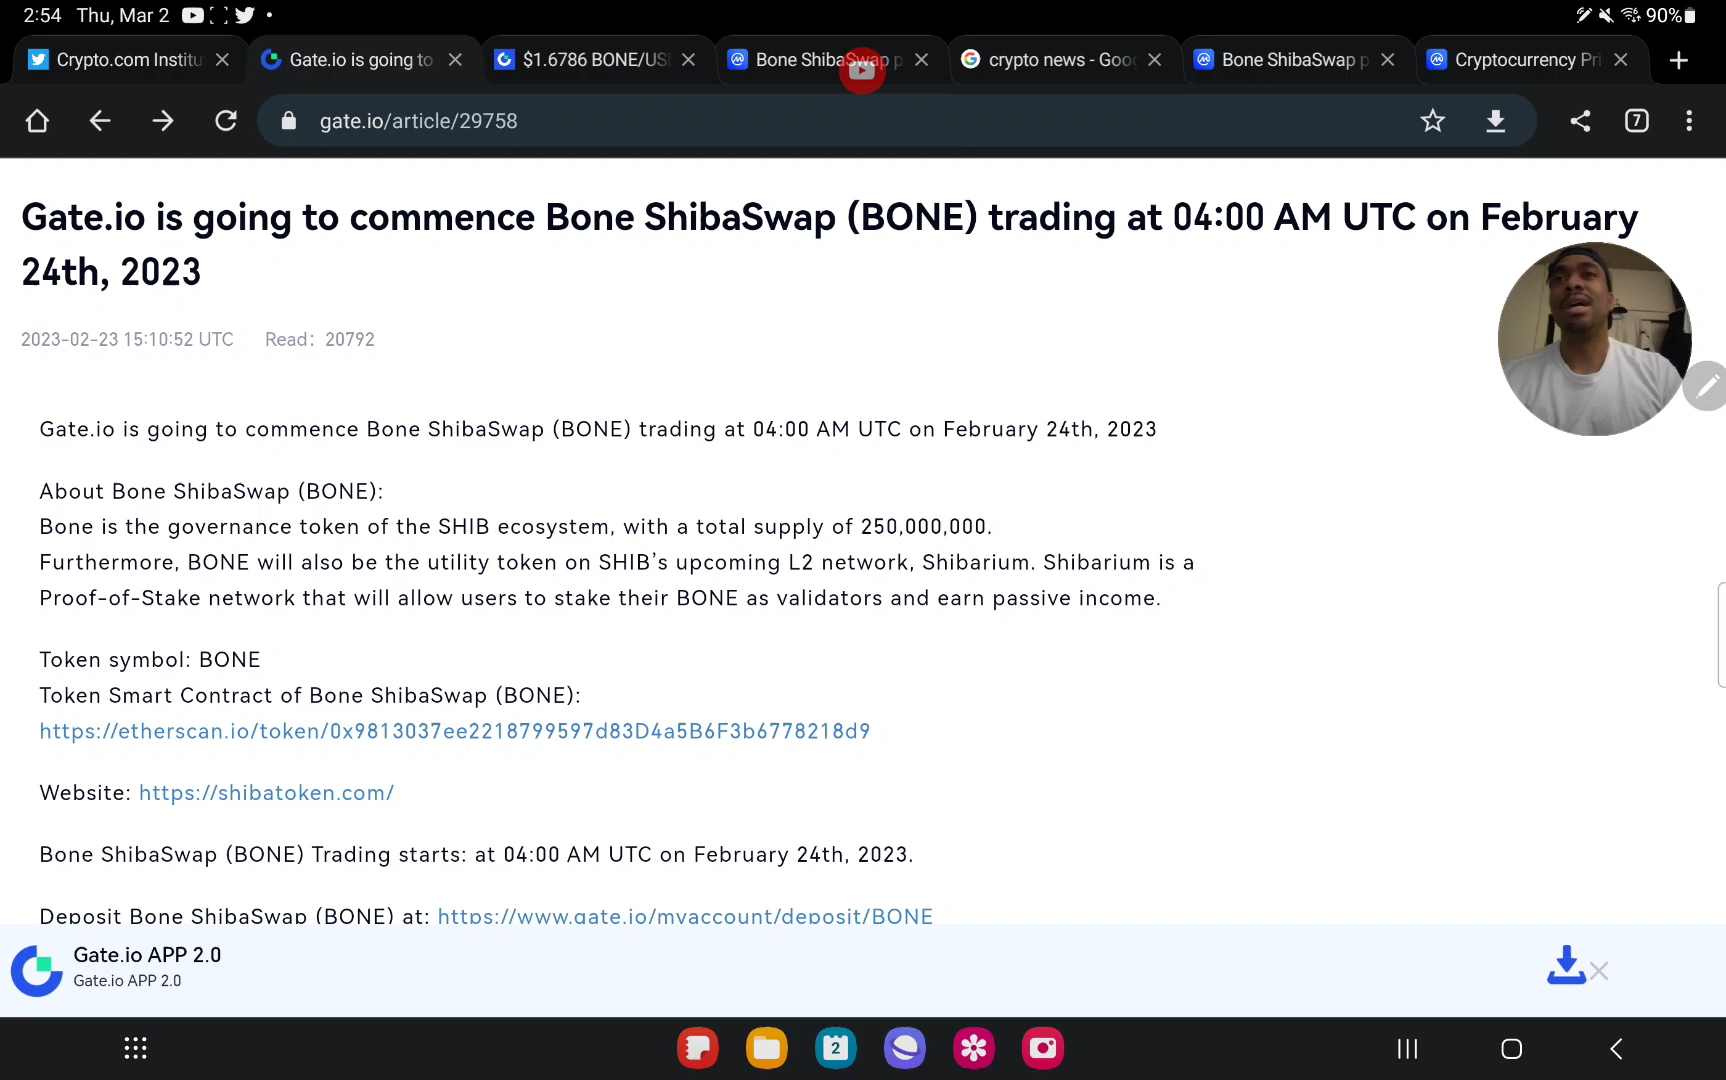 2:54 Thu, Mar 2 90%
Crypto.com Institu
Gate.io is going to
$1.6786 BONE/US
Bone ShibaSwap p
crypto news - Goo
Bone ShibaSwap p
Cryptocurrency Pri
gate.io/article/29758
7
Gate.io is going to commence Bone ShibaSwap (BONE) trading at 04:00 AM UTC on February
24th, 2023
2023-02-23 15:10:52 UTC Read: 20792
Gate.io is going to commence Bone ShibaSwap (BONE) trading at 04:00 AM UTC on February 24th, 2023
About Bone ShibaSwap (BONE):
Bone is the governance token of the SHIB ecosystem, with a total supply of 250,000,000.
Furthermore, BONE will also be the utility token on SHIB's upcoming L2 network, Shibarium. Shibarium is a
Proof-of-Stake network that will allow users to stake their BONE as validators and earn passive income.
Token symbol: BONE
Token Smart Contract of Bone ShibaSwap (BONE):
https://etherscan.io/token/0x9813037ee2218799597d83D4a5B6F3b6778218d9
Website: https://shibatoken.com/
Bone ShibaSwap (BONE) Trading starts: at 04:00 AM UTC on February 24th, 2023.
Deposit Bone ShibaSwap (BONE) at: https://www.gate.io/myaccount/deposit/BONE
Gate.io APP 2.0
Gate.io APP 2.0
2